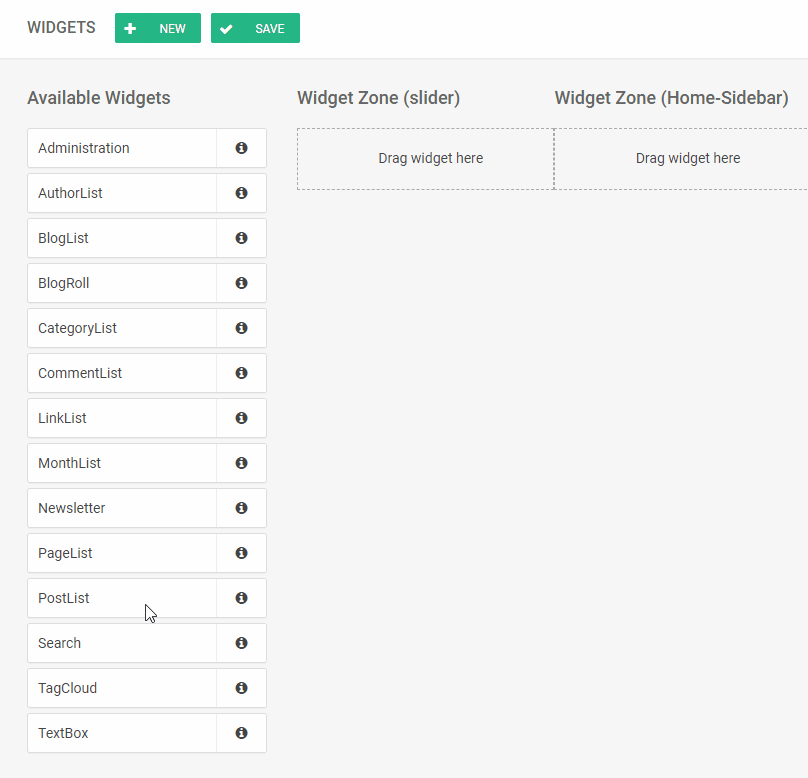 WIDGETS NEW SAVE
Available Widgets
Administration
AuthorList
BlogList
BlogRoll
CategoryList
CommentList
LinkList
MonthList
Newsletter
PageList
PostList
Search
TagCloud
TextBox
Widget Zone (slider)
Drag widget here
Widget Zone (Home-Sidebar)
Drag widget here